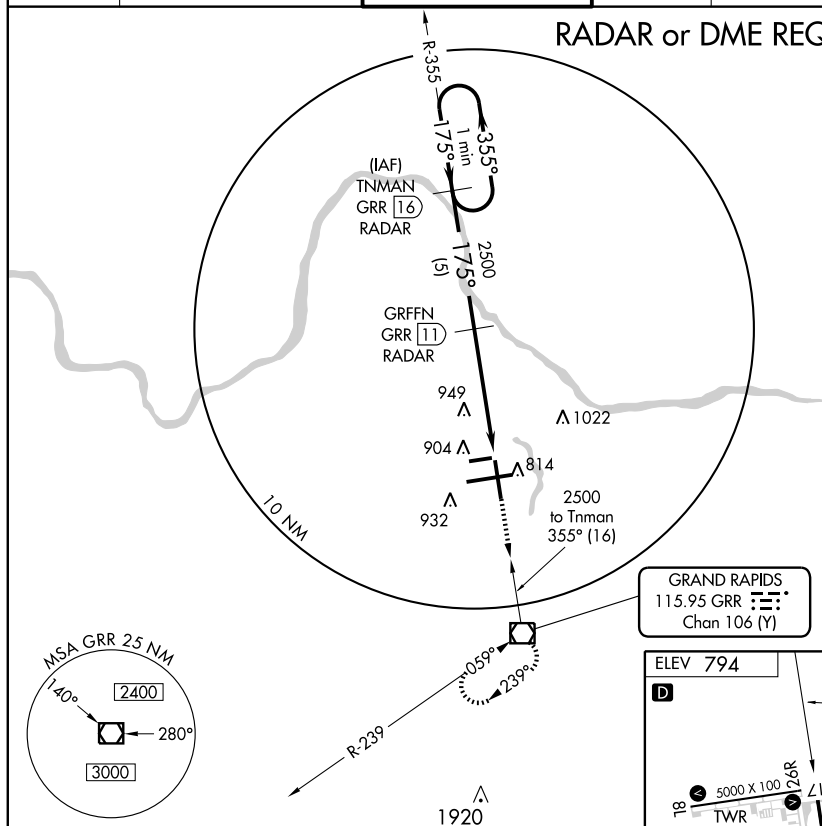 RADAR or DME REQ
R-355
175°
1 min
355°
(IAF)
TNMAN
GRR 16
RADAR
2500
175°
(5)
GRFFN
GRR 11
RADAR
949
1022
904
814
932
2500
to Tnman
355° (16)
10 NM
GRAND RAPIDS
115.95 GRR
Chan 106 (Y)
059°
239°
R-239
MSA GRR 25 NM
140°
2400
280°
3000
1920
ELEV 794
D
8L
5000 X 100
26R
17
V
V
TWR